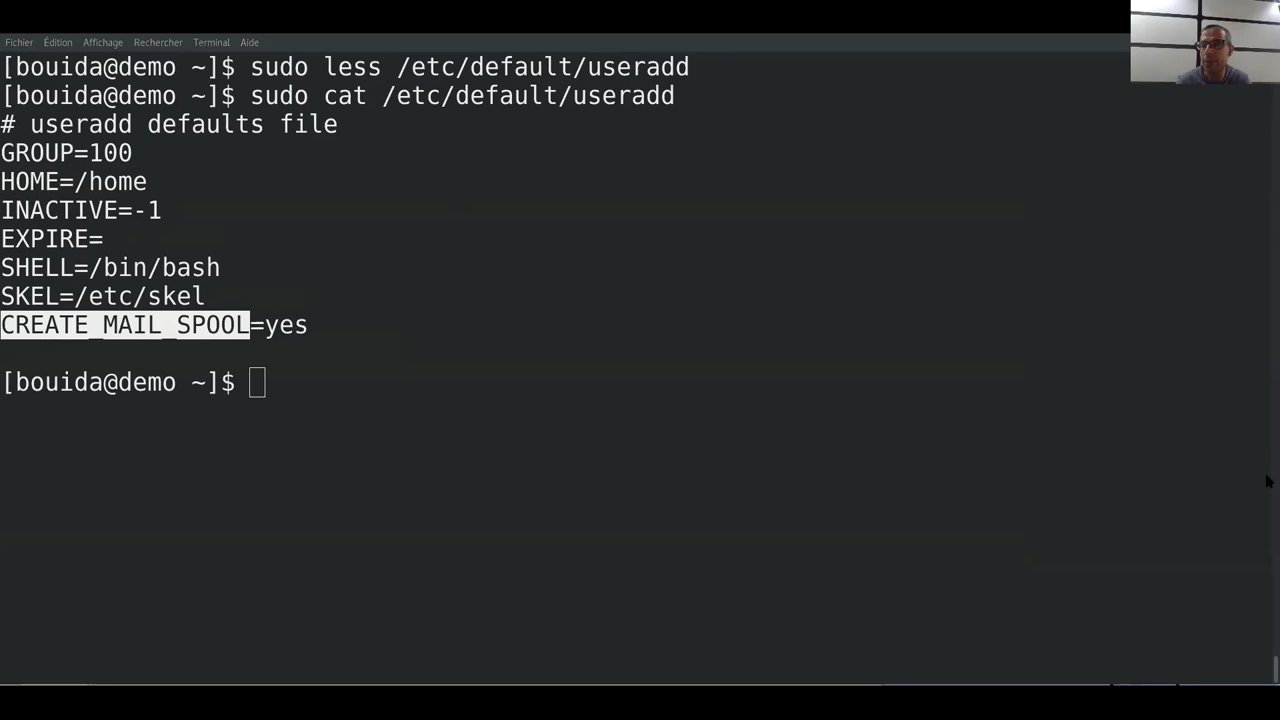 Fichier Édition Affichage Rechercher Terminal Aide
[bouida@demo ~]$ sudo less /etc/default/useradd
[bouida@demo ~]$ sudo cat /etc/default/useradd
# useradd defaults file
GROUP=100
HOME=/home
INACTIVE=-1
EXPIRE=
SHELL=/bin/bash
SKEL=/etc/skel
CREATE_MAIL_SPOOL=yes
[bouida@demo ~]$